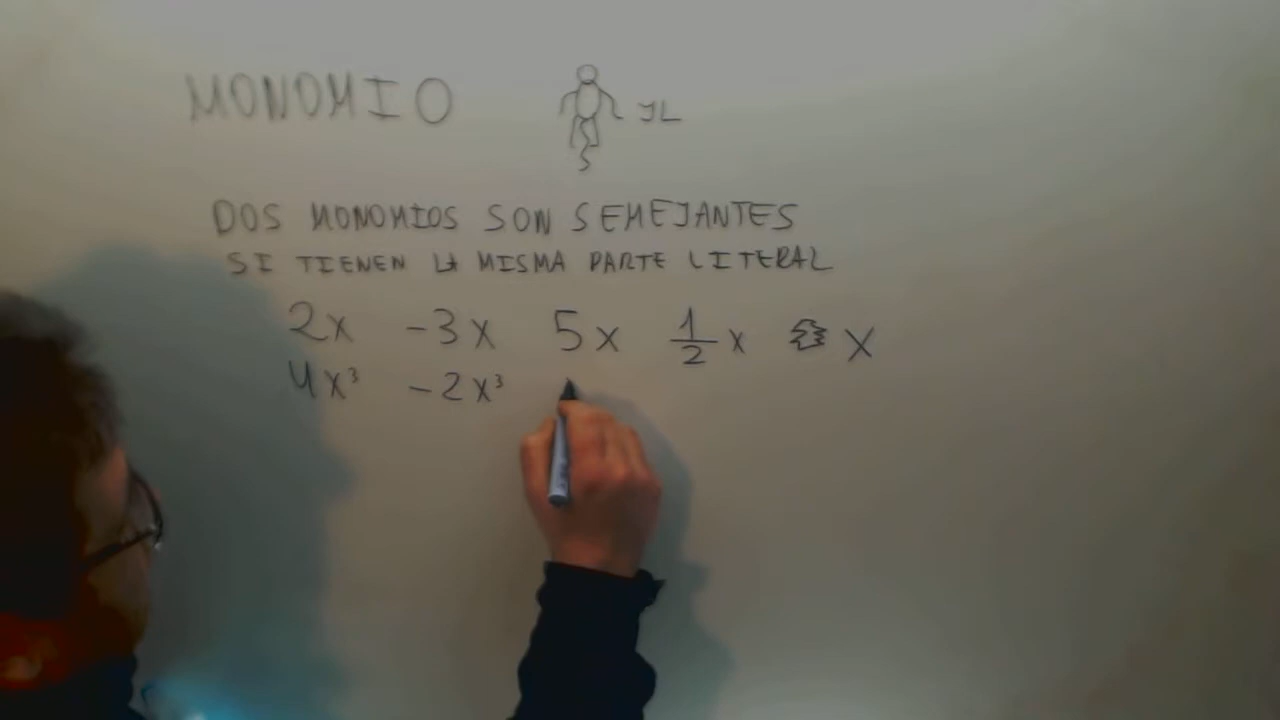 MONOMIO JL
DOS MONOMIOS SON SEMEJANTES
SI TIENEN LA MISMA PARTE LITERAL
2x -3x 5x 1/2 x x
4x³ -2x³